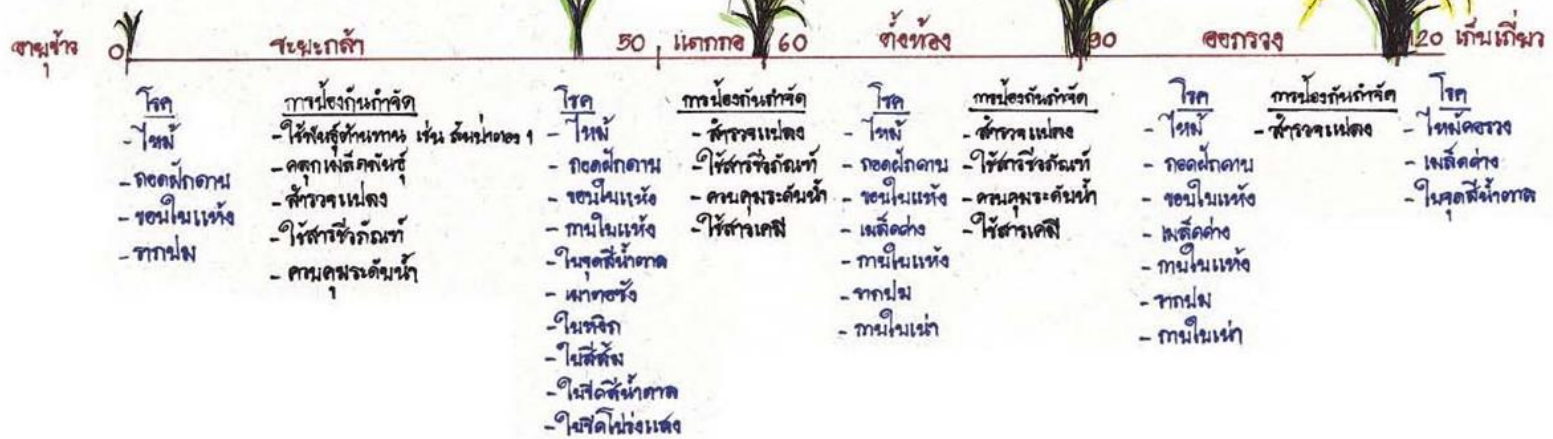 อายุข้าว 0 ระยะกล้า 50 แตกกอ 60 ตั้งท้อง 90 ออกรวง 120 เก็บเกี่ยว
โรค
- ไหม้
- ถอดฝักดาบ
- ขอบใบแห้ง
- รากปม
การป้องกันกำจัด
- ใช้พันธุ์ต้านทาน เช่น สันป่าตอง 1
- คลุกเมล็ดพันธุ์
- สำรวจแปลง
- ใช้สารชีวภัณฑ์
- ควบคุมระดับน้ำ
โรค
- ไหม้
- ถอดฝักดาบ
- ขอบใบแห้ง
- กาบใบแห้ง
- ใบจุดสีน้ำตาล
- เมาตอซัง
- ใบหงิก
- ใบสีส้ม
- ใบขีดสีน้ำตาล
- ใบขีดโปร่งแสง
การป้องกันกำจัด
- สำรวจแปลง
- ใช้สารชีวภัณฑ์
- ควบคุมระดับน้ำ
- ใช้สารเคมี
โรค
- ไหม้
- ถอดฝักดาบ
- ขอบใบแห้ง
- เมล็ดด่าง
- กาบใบแห้ง
- รากปม
- กาบใบเน่า
การป้องกันกำจัด
- สำรวจแปลง
- ใช้สารชีวภัณฑ์
- ควบคุมระดับน้ำ
- ใช้สารเคมี
โรค
- ไหม้
- ถอดฝักดาบ
- ขอบใบแห้ง
- เมล็ดด่าง
- กาบใบแห้ง
- รากปม
- กาบใบเน่า
การป้องกันกำจัด
- สำรวจแปลง
โรค
- ไหม้คอรวง
- เมล็ดด่าง
- ใบจุดสีน้ำตาล